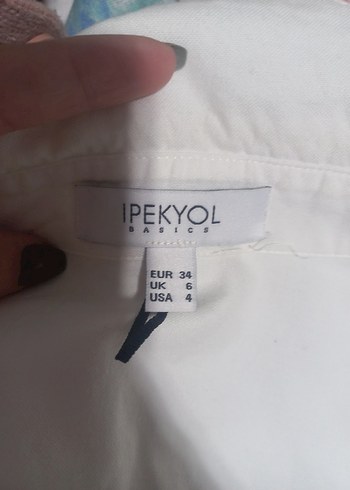 IPEKYOL
BASICS
EUR 34
UK 6
USA 4